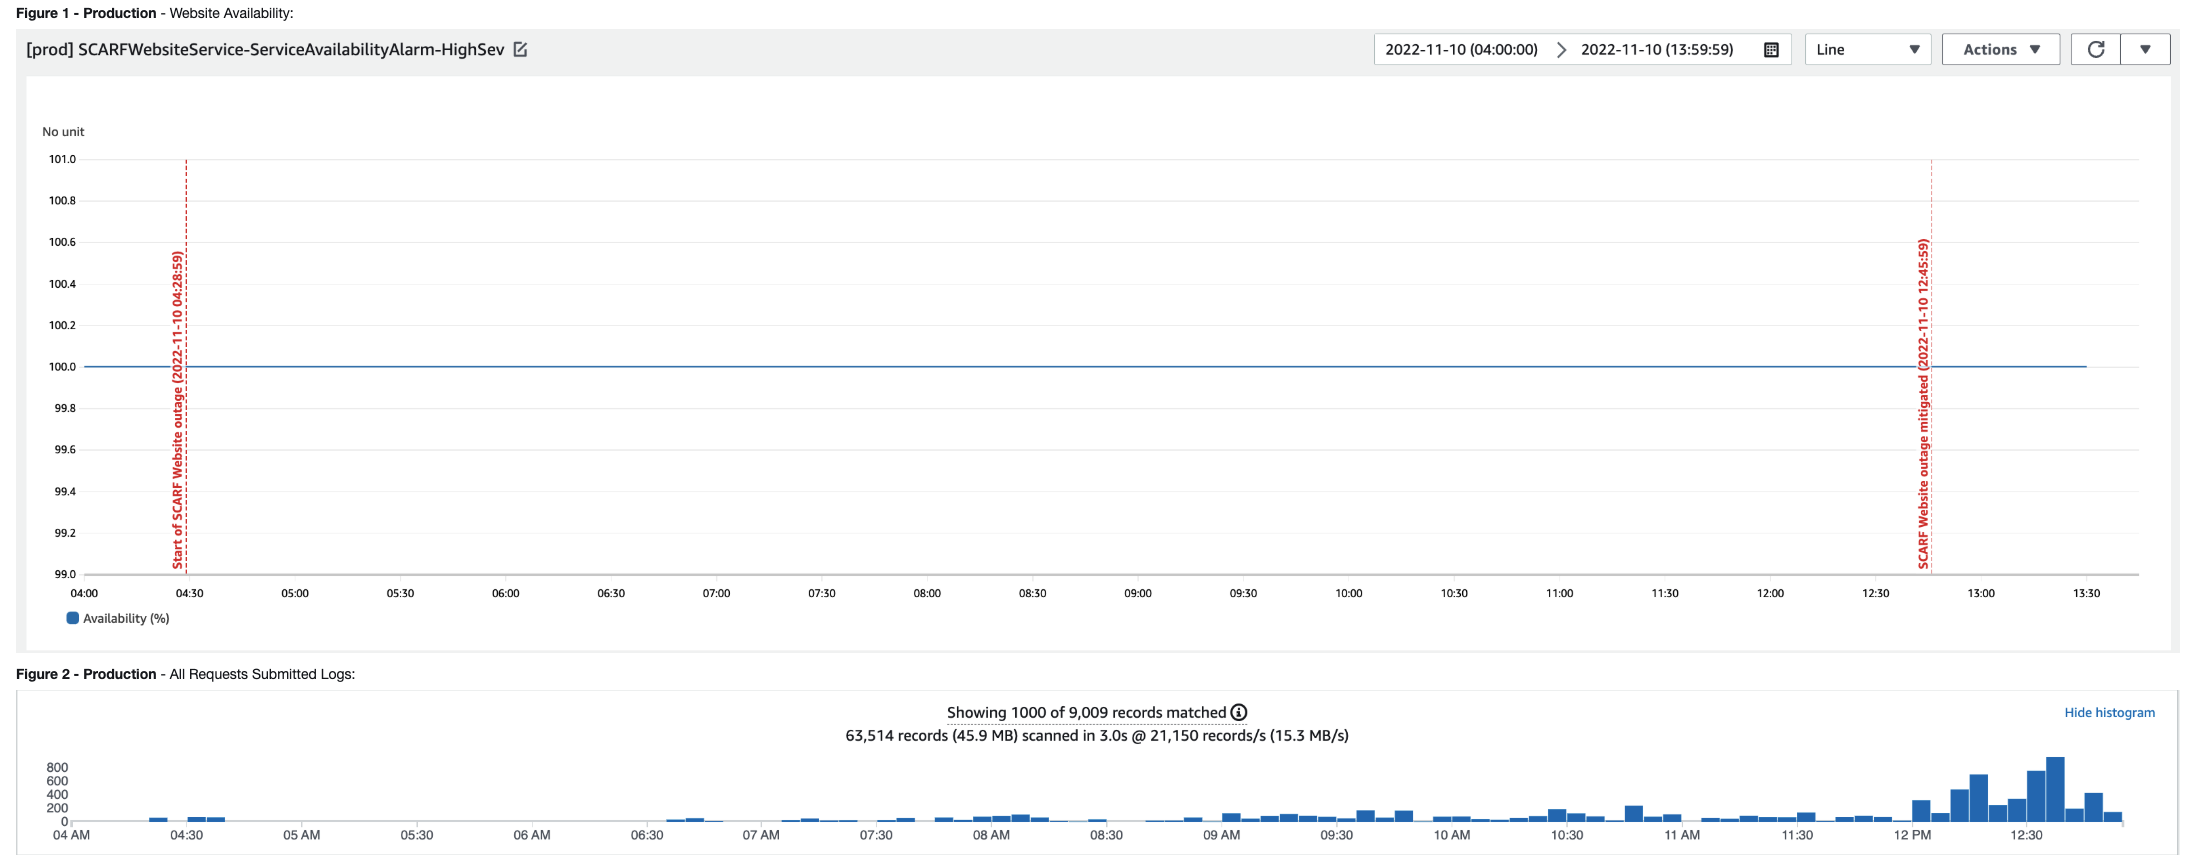 Figure 1 - Production - Website Availability:
[prod] SCARFWebsiteService-ServiceAvailabilityAlarm-HighSev
2022-11-10 (04:00:00) > 2022-11-10 (13:59:59)
Line
Actions
No unit
101.0
100.8
100.6
100.4
100.2
100.0
99.8
99.6
99.4
99.2
99.0
Start of SCARF Website outage (2022-11-10 04:28:59)
SCARF Website outage mitigated (2022-11-10 12:45:59)
04:00 04:30 05:00 05:30 06:00 06:30 07:00 07:30 08:00 08:30 09:00 09:30 10:00 10:30 11:00 11:30 12:00 12:30 13:00 13:30
Availability (%)
Figure 2 - Production - All Requests Submitted Logs:
Showing 1000 of 9,009 records matched
Hide histogram
63,514 records (45.9 MB) scanned in 3.0s @ 21,150 records/s (15.3 MB/s)
800
600
400
200
0
04 AM 04:30 05 AM 05:30 06 AM 06:30 07 AM 07:30 08 AM 08:30 09 AM 09:30 10 AM 10:30 11 AM 11:30 12 PM 12:30